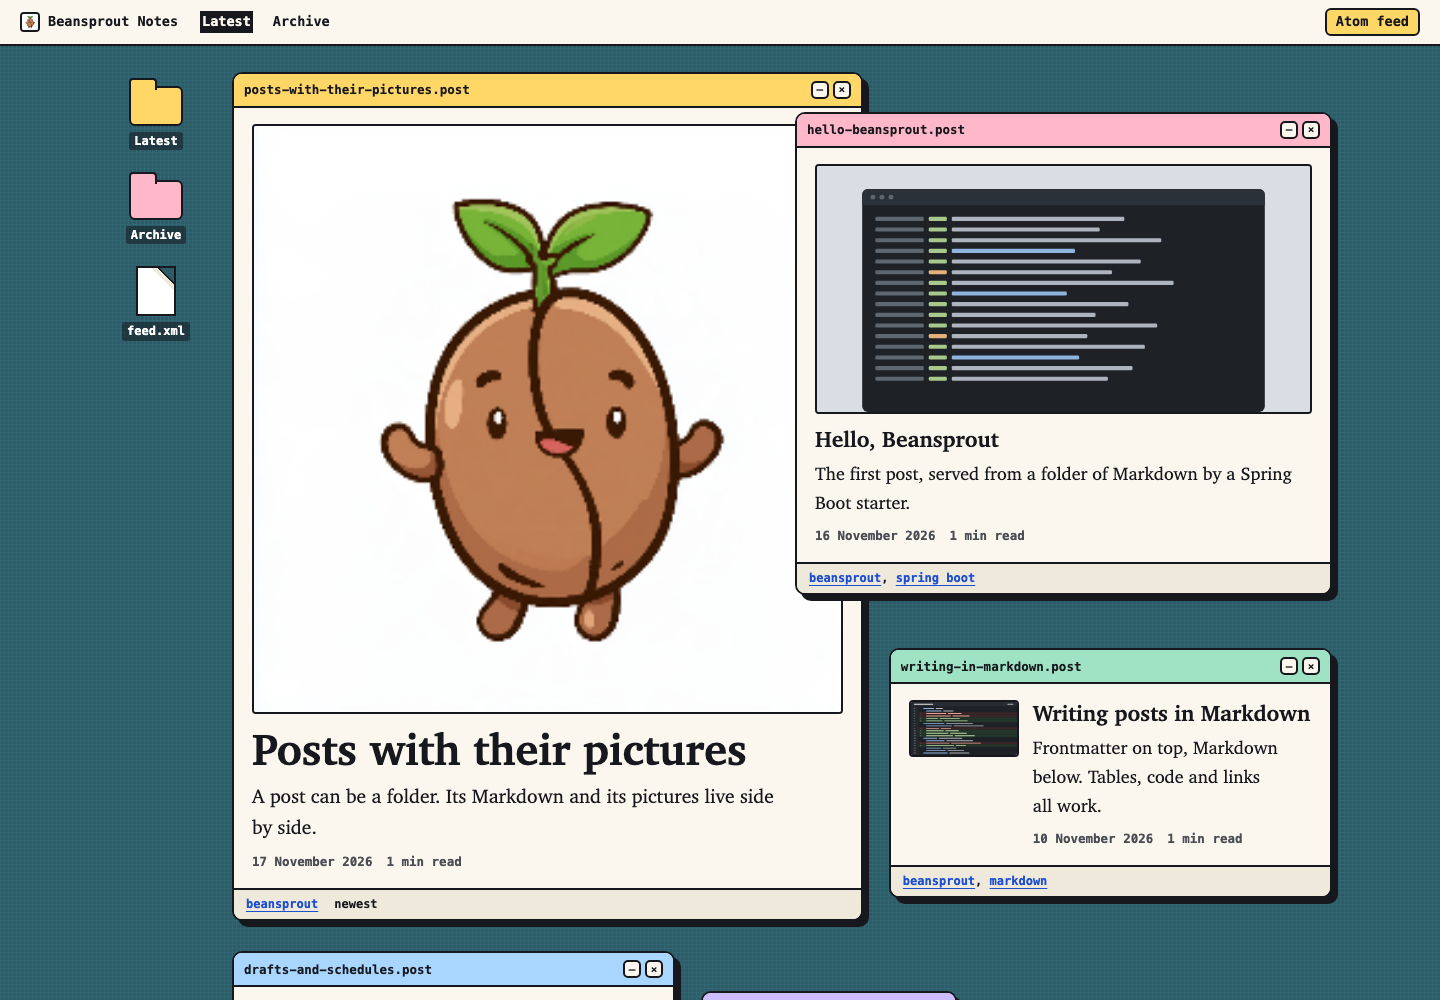 Beansprout Notes Latest Archive Atom feed
Latest
Archive
feed.xml
posts-with-their-pictures.post
Posts with their pictures
A post can be a folder. Its Markdown and its pictures live side
by side.
17 November 2026 1 min read
beansprout newest
hello-beansprout.post
Hello, Beansprout
The first post, served from a folder of Markdown by a Spring
Boot starter.
16 November 2026 1 min read
beansprout, spring boot
writing-in-markdown.post
Writing posts in Markdown
Frontmatter on top, Markdown
below. Tables, code and links
all work.
10 November 2026 1 min read
beansprout, markdown
drafts-and-schedules.post